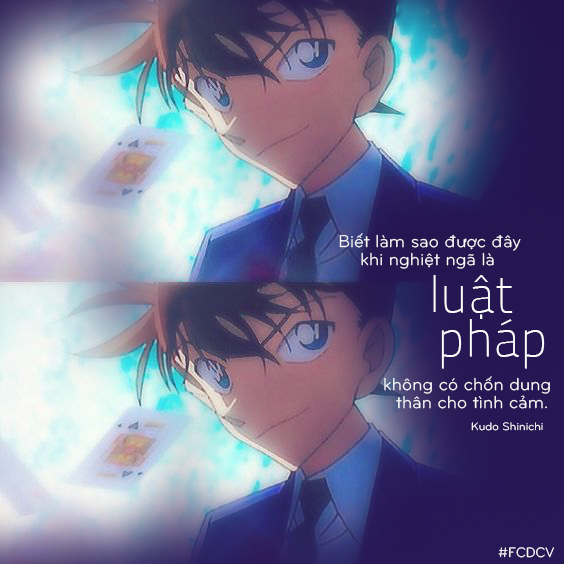 Biết làm sao được đây
khi nghiệt ngã là
luật
pháp
không có chốn dung
thân cho tình cảm.
Kudo Shinichi
#FCDCV